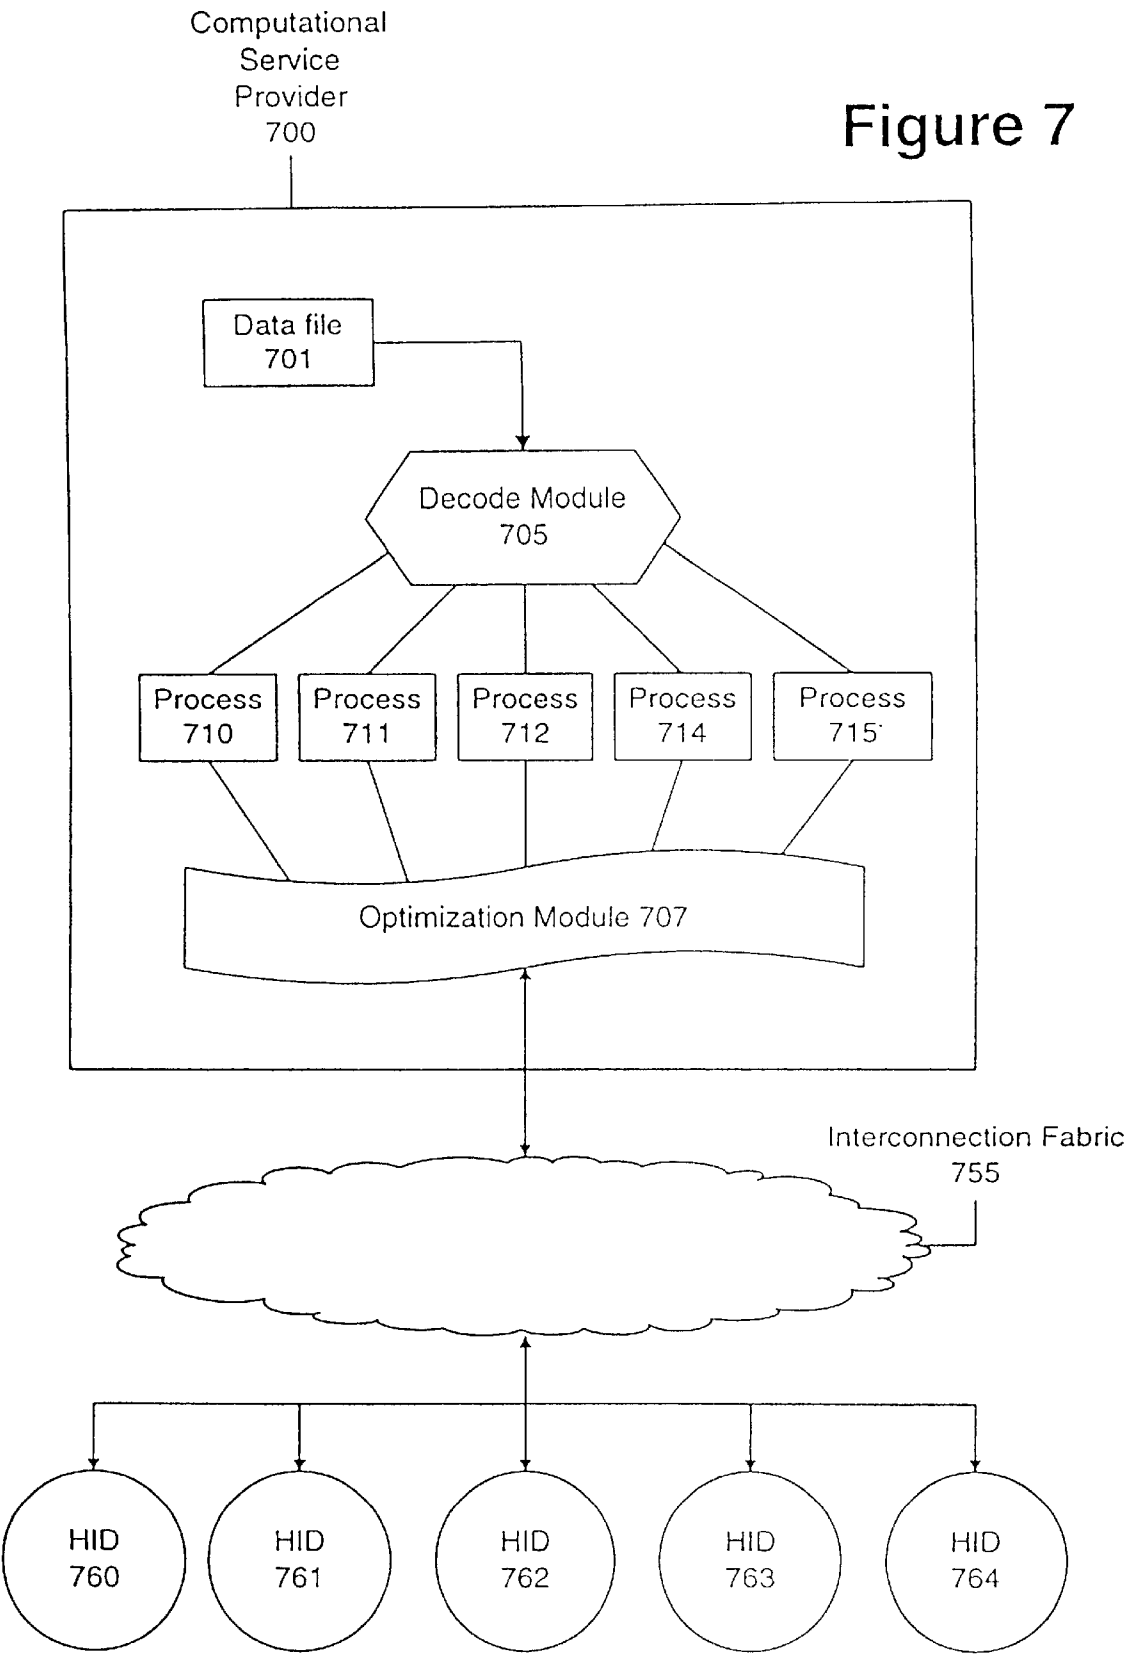 Computational
Service
Provider
700
Figure 7
Data file
701
Decode Module
705
Process
710
Process
711
Process
712
Process
714
Process
715
Optimization Module 707
Interconnection Fabric
755
HID
760
HID
761
HID
762
HID
763
HID
764